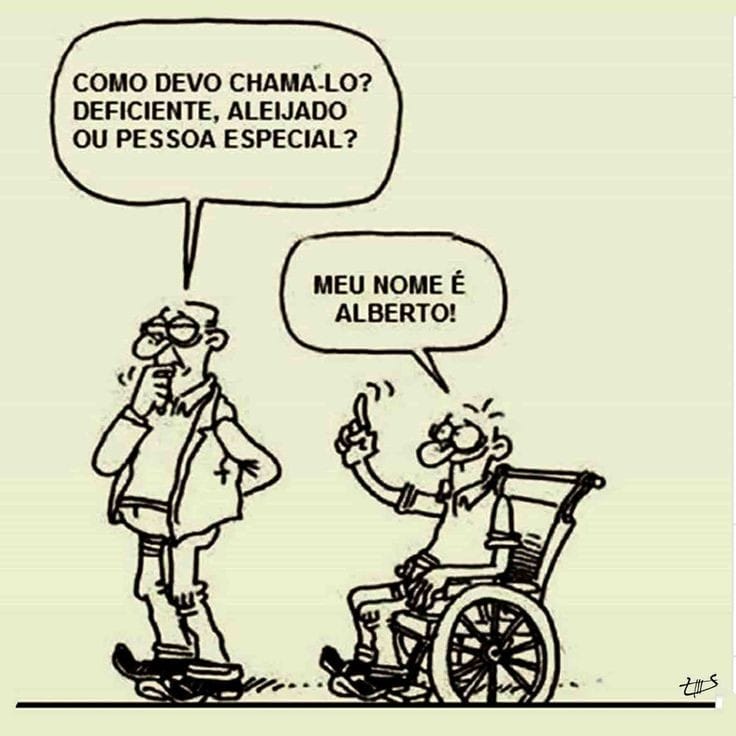 COMO DEVO CHAMA-LO?
DEFICIENTE, ALEIJADO
OU PESSOA ESPECIAL?
MEU NOME É
ALBERTO!